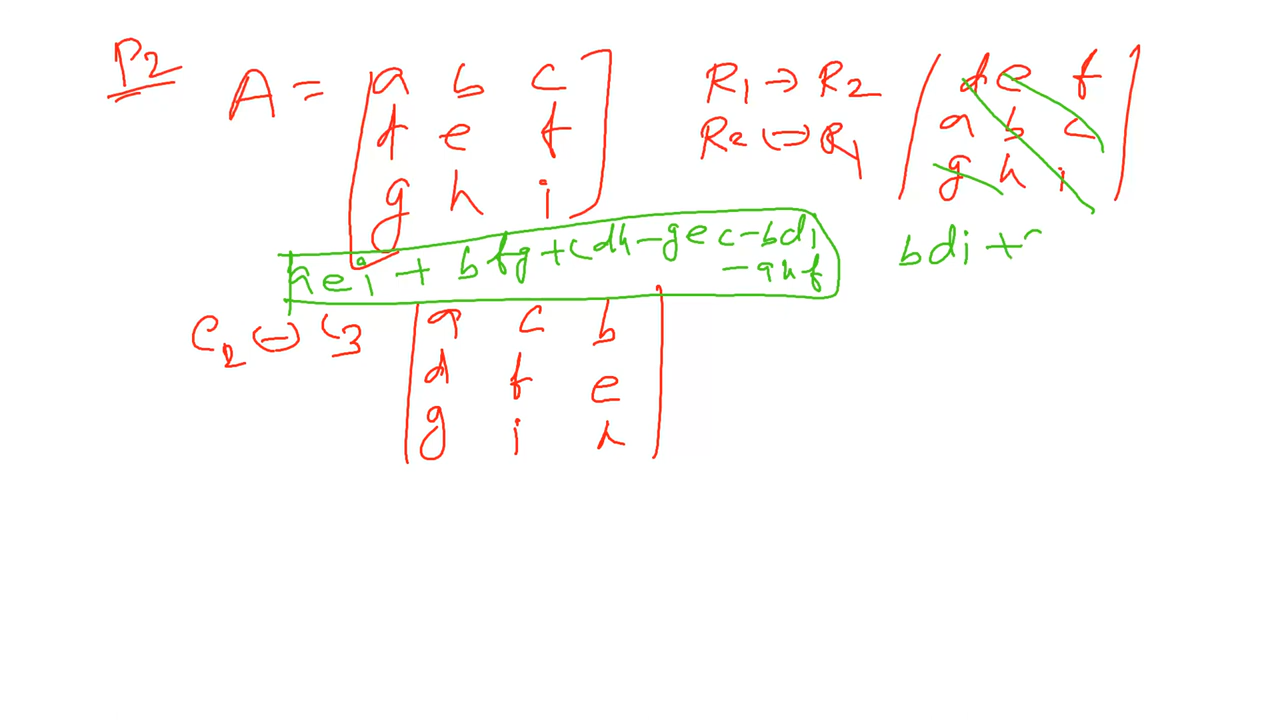 P2
A = a b c
d e f
g h i
R1 → R2
R2 ↔ R1
d e f
a b c
g h i
aei + bfg + cdh - gec - bdi
- ahf
bdi +
C2 ↔ C3
a c b
d f e
g i h